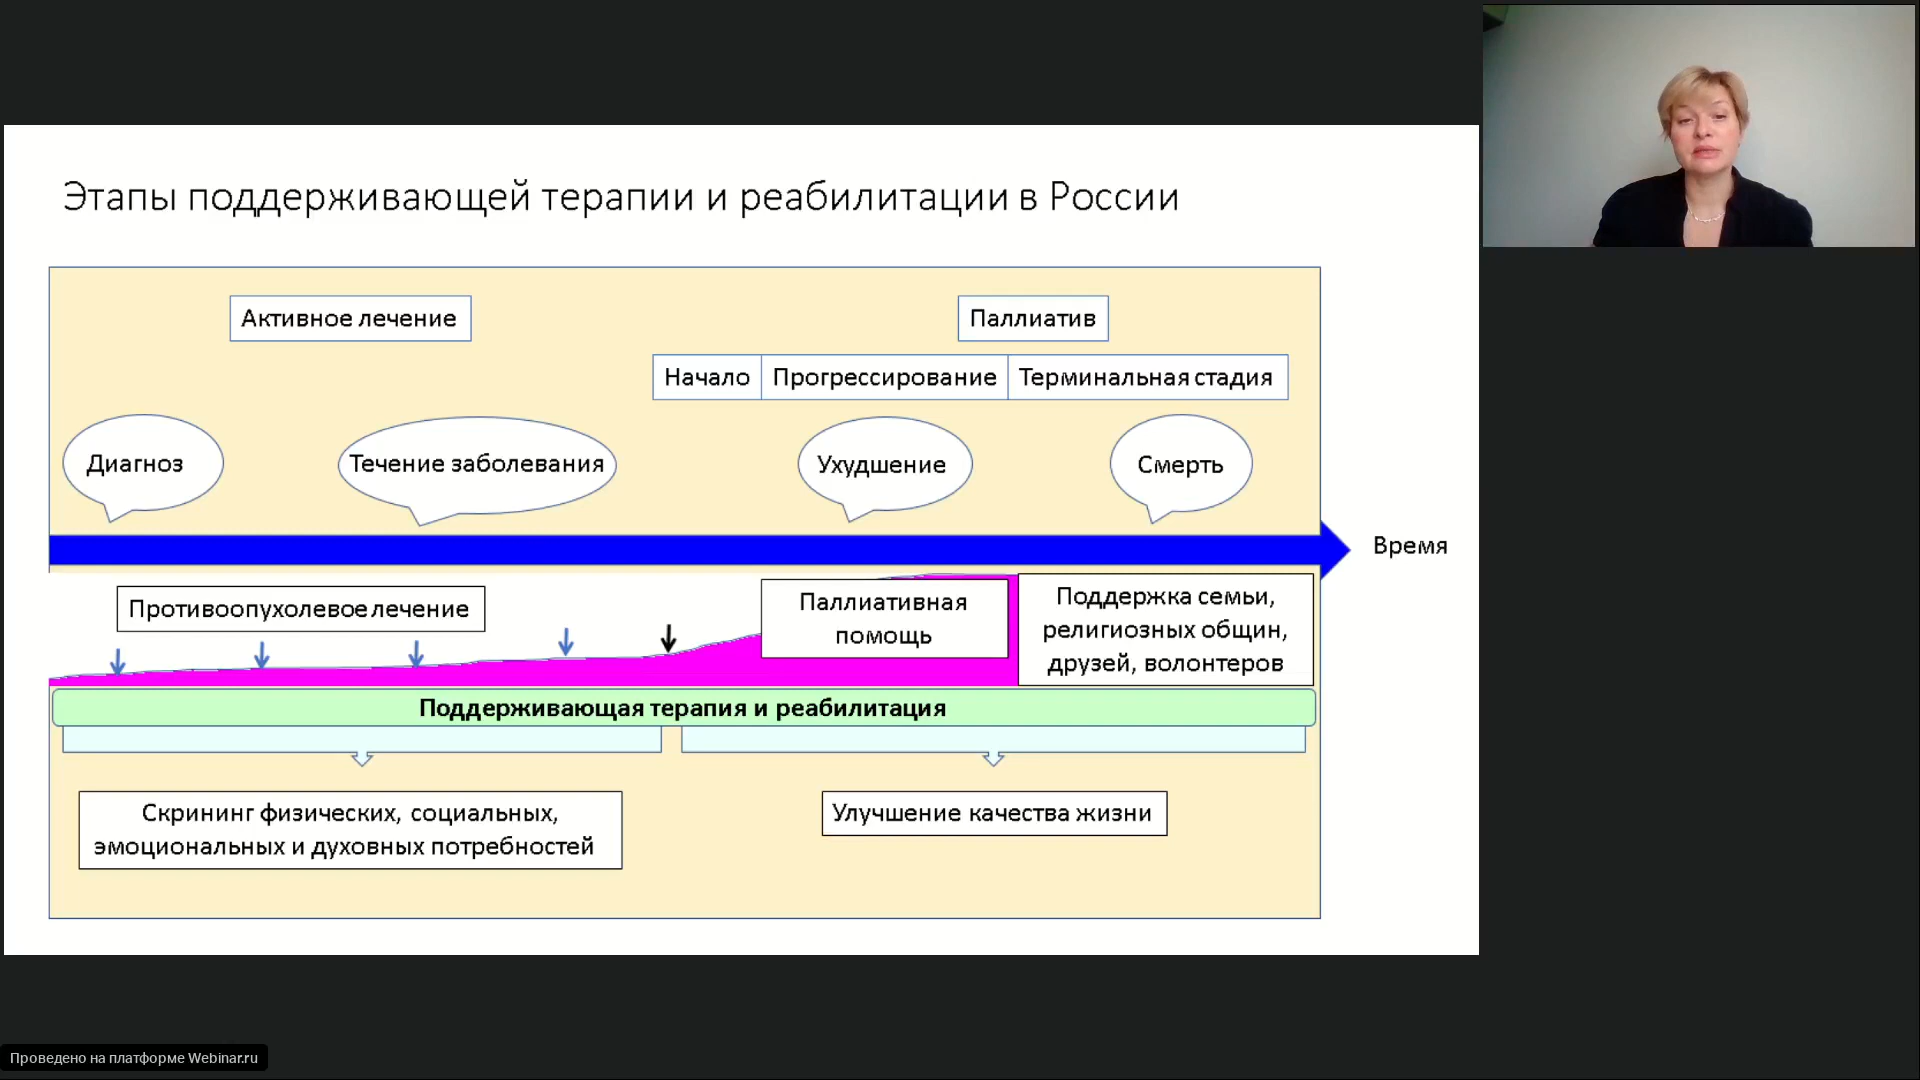 Этапы поддерживающей терапии и реабилитации в России
Активное лечение
Паллиатив
Начало
Прогрессирование
Терминальная стадия
Диагноз
Течение заболевания
Ухудшение
Смерть
Время
Противоопухолевое лечение
Паллиативная
помощь
Поддержка семьи,
религиозных общин,
друзей, волонтеров
Поддерживающая терапия и реабилитация
Скрининг физических, социальных,
эмоциональных и духовных потребностей
Улучшение качества жизни
Проведено на платформе Webinar.ru